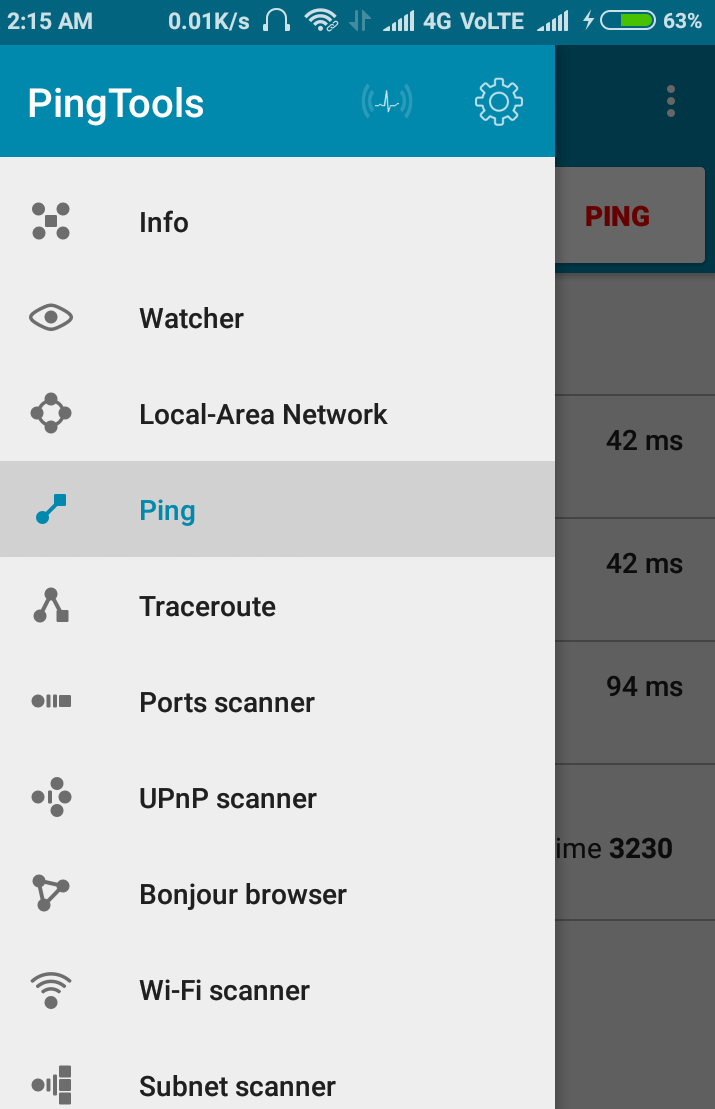 2:15 AM 0.01K/s 4G VoLTE 63%
PingTools
Info
PING
Watcher
Local-Area Network
42 ms
Ping
42 ms
Traceroute
94 ms
Ports scanner
UPnP scanner
ime 3230
Bonjour browser
Wi-Fi scanner
Subnet scanner